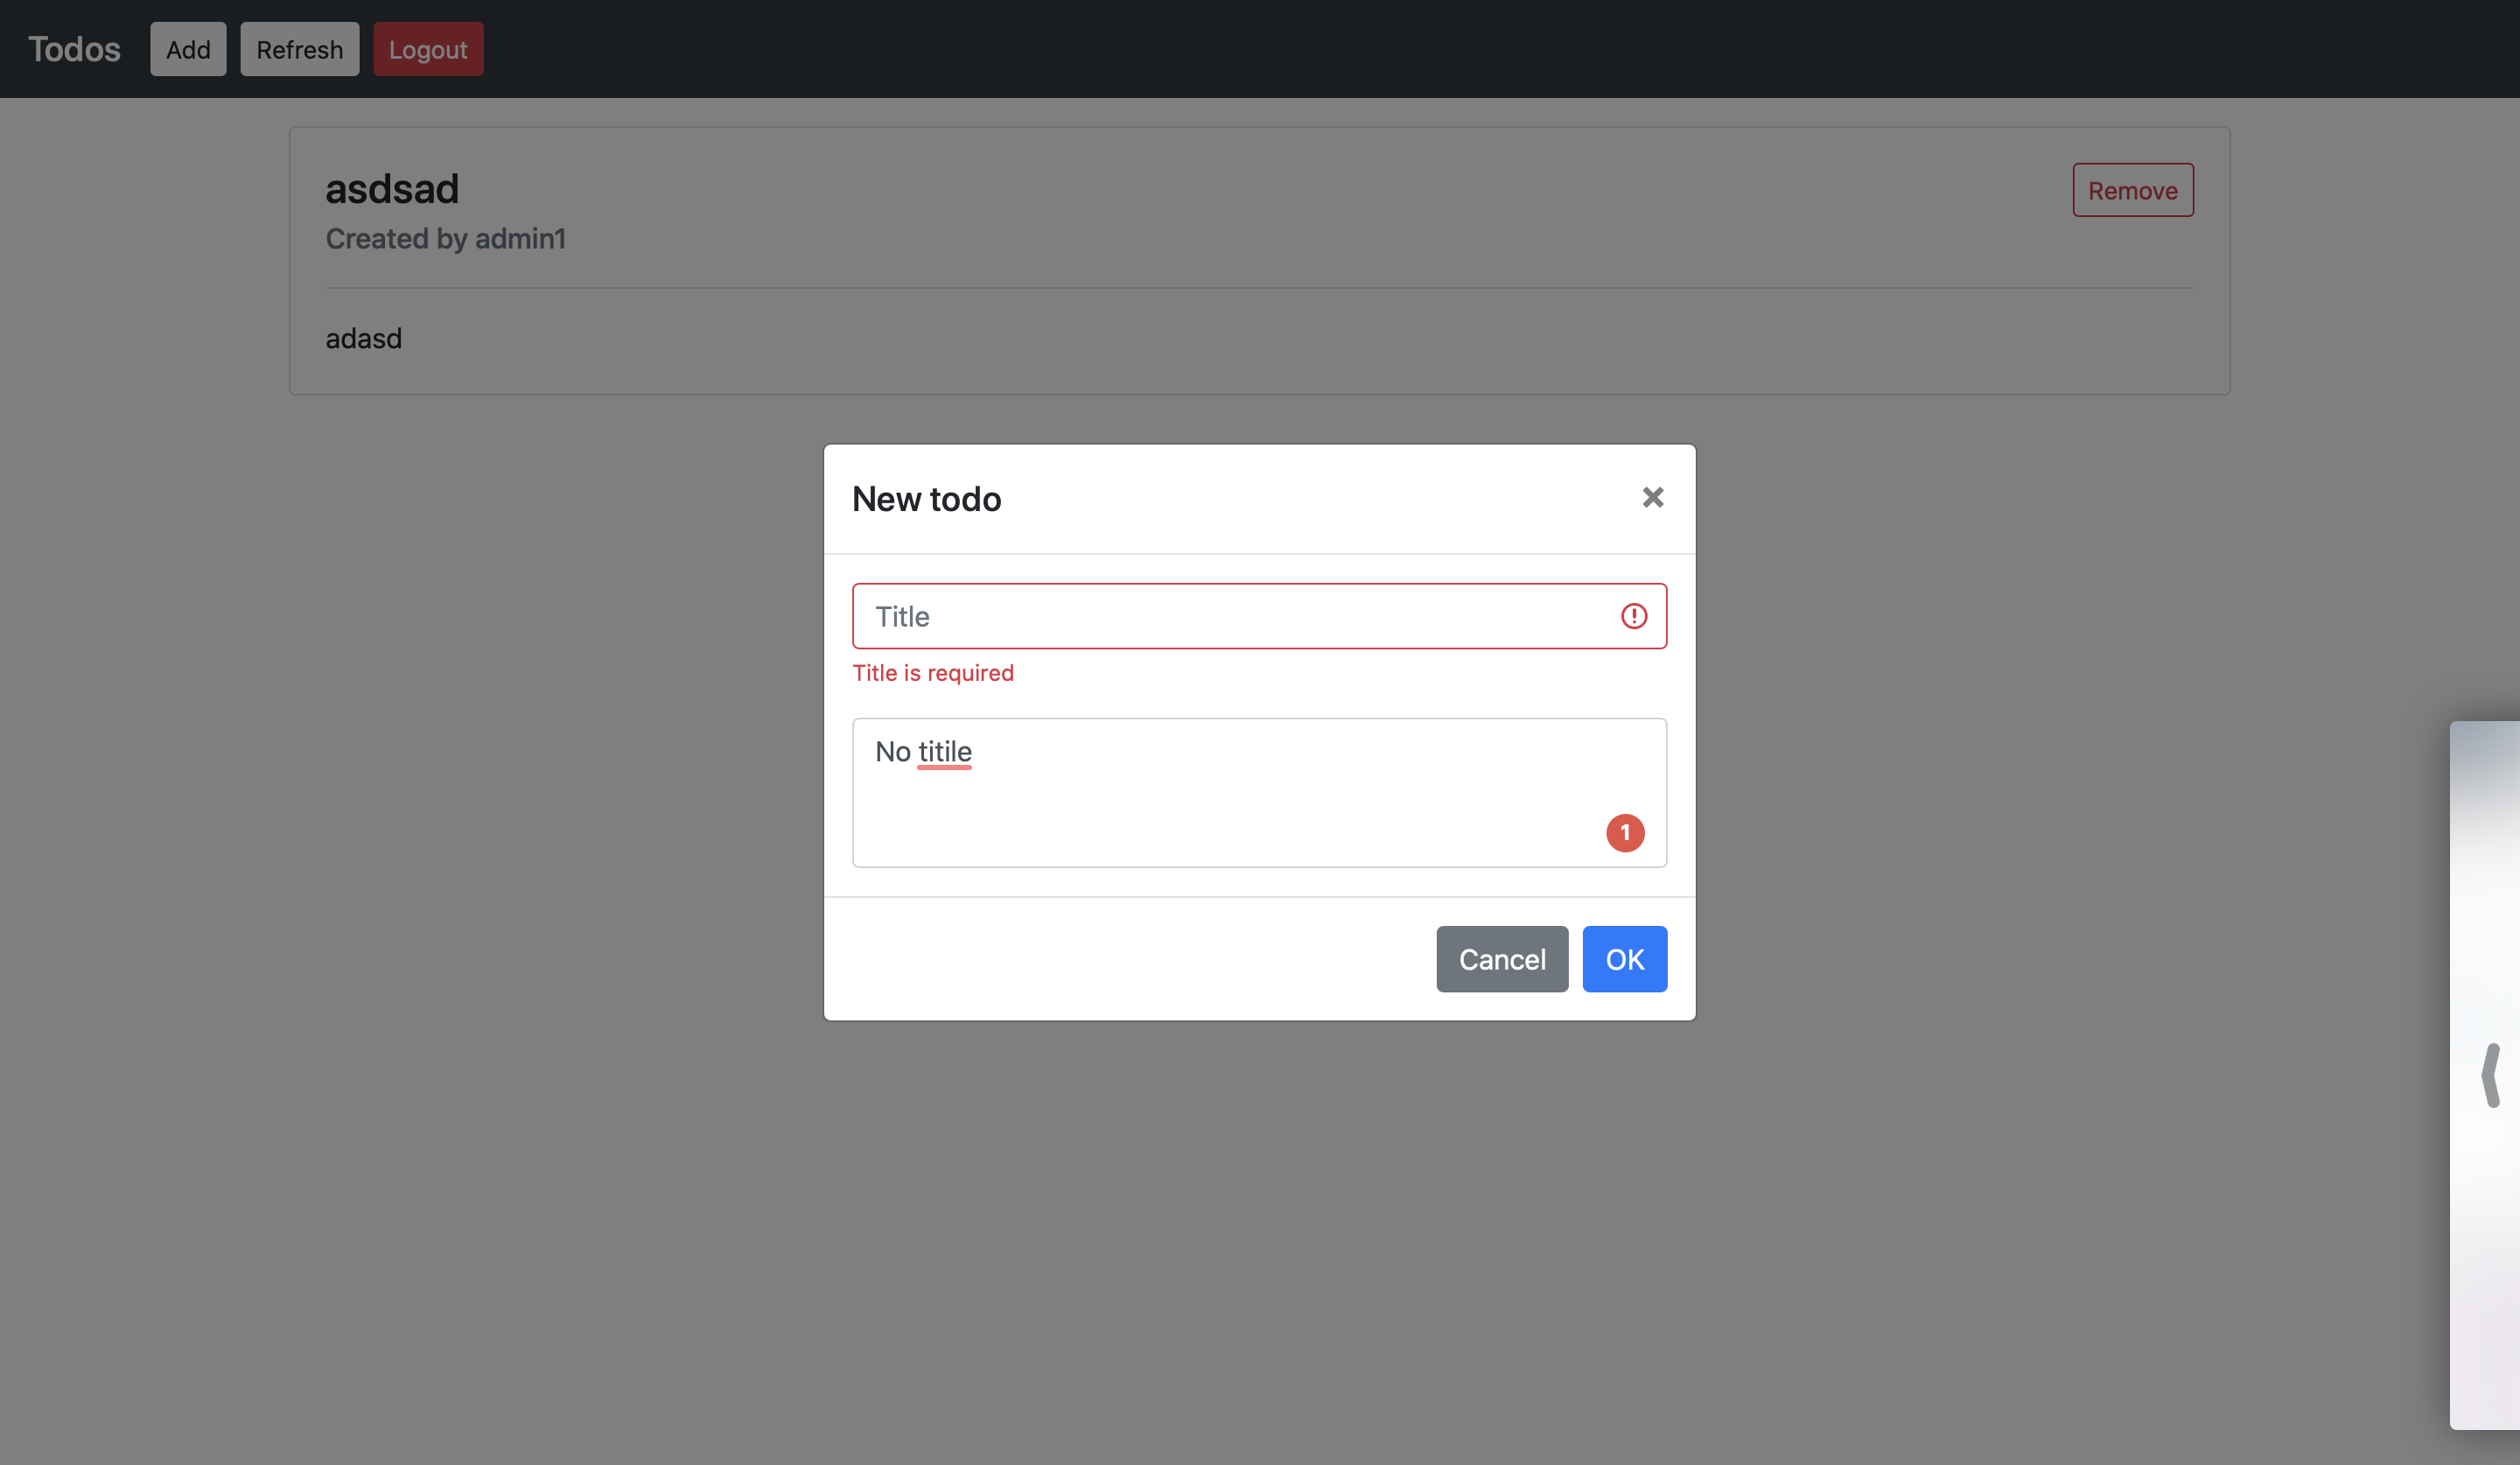 Todos Add Refresh Logout
asdsad
Remove
Created by admin1
adasd
New todo
Title
Title is required
No titile
1
Cancel OK